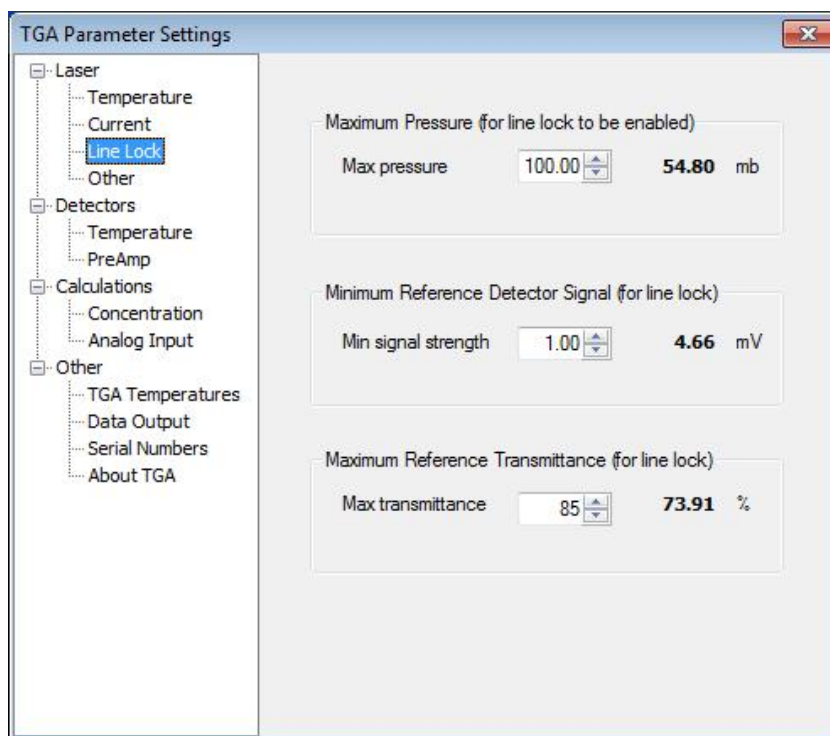 TGA Parameter Settings
Laser
Temperature
Current
Line Lock
Other
Detectors
Temperature
PreAmp
Calculations
Concentration
Analog Input
Other
TGA Temperatures
Data Output
Serial Numbers
About TGA
Maximum Pressure (for line lock to be enabled)
Max pressure 100.00 54.80 mb
Minimum Reference Detector Signal (for line lock)
Min signal strength 1.00 4.66 mV
Maximum Reference Transmittance (for line lock)
Max transmittance 85 73.91 %